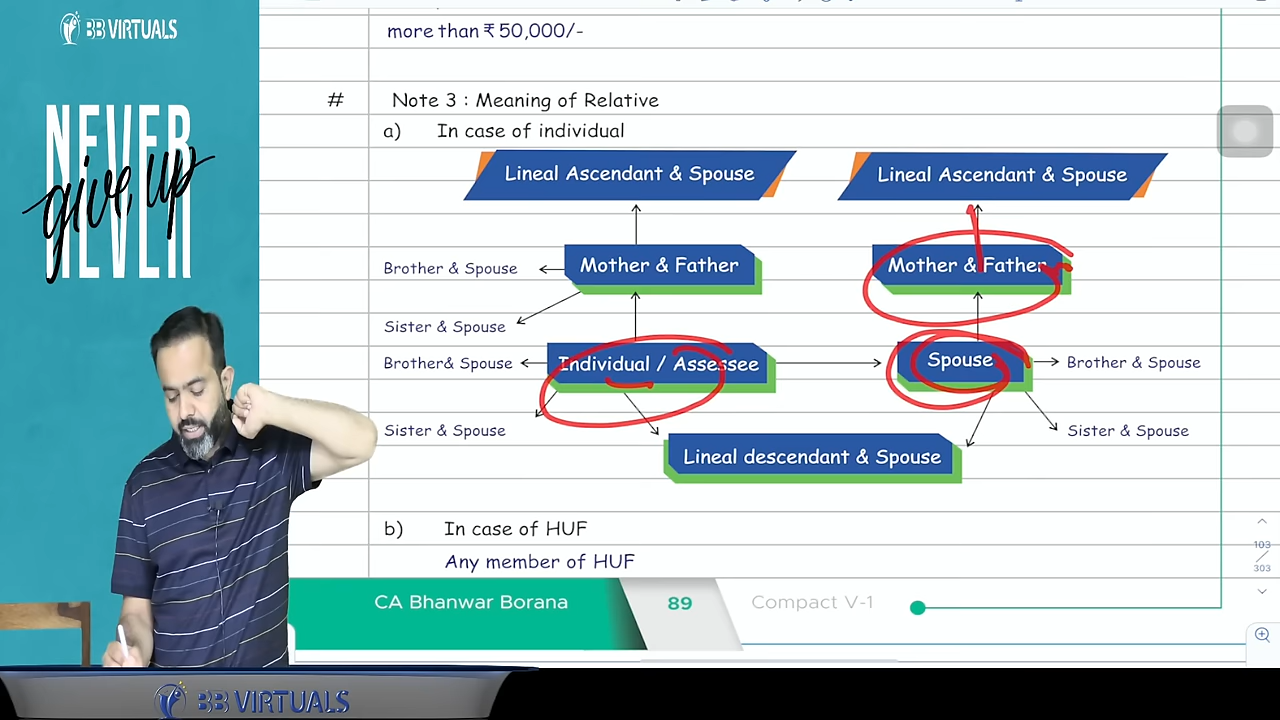 BB VIRTUALS
NEVER
give up
NEVER
more than ₹ 50,000/-
# Note 3 : Meaning of Relative
a) In case of individual
Lineal Ascendant & Spouse
Lineal Ascendant & Spouse
Brother & Spouse
Mother & Father
Mother & Father
Sister & Spouse
Brother& Spouse
Individual / Assessee
Spouse
Brother & Spouse
Sister & Spouse
Sister & Spouse
Lineal descendant & Spouse
b) In case of HUF
Any member of HUF
103
303
CA Bhanwar Borana
89
Compact V-1
BB VIRTUALS